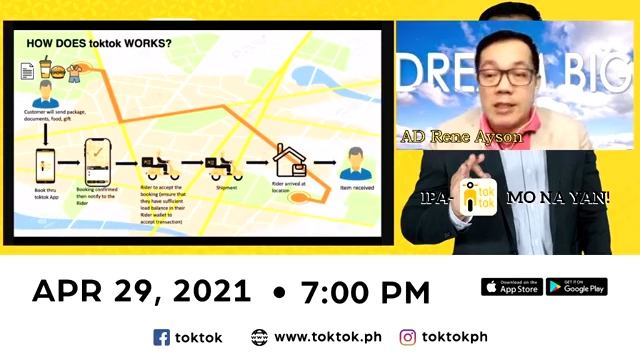 HOW DOES toktok WORKS?
Customer will send package,
documents, food, gift
Book thru
toktok App
Booking confirmed
then notify to the
Rider
Rider to accept the
booking (ensure that
they have sufficient
load balance in their
Rider wallet to
accept transaction)
Shipment
Rider arrived at
location
Item received
DREAM BIG
AD Rene Ayson
IPA-
tok
tok
MO NA YAN!
APR 29, 2021 • 7:00 PM
Download on the
App Store
GET IT ON
Google Play
toktok
www.toktok.ph
toktokph